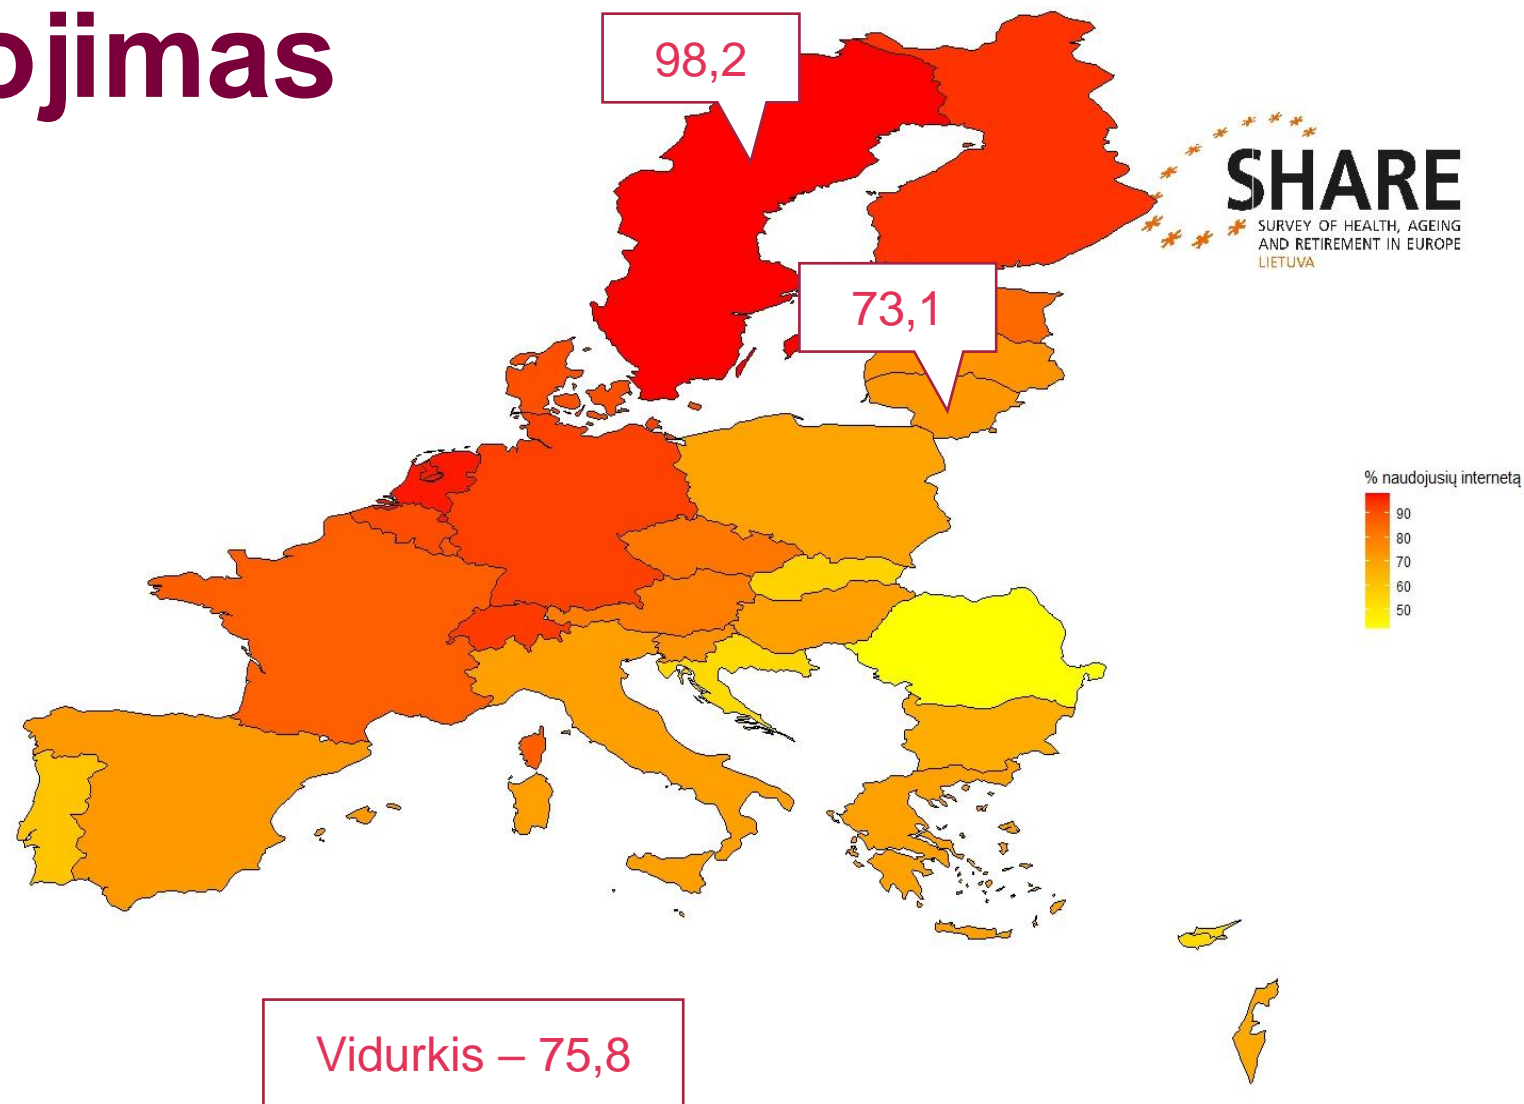 ojimas
98,2
SHARE
SURVEY OF HEALTH, AGEING
AND RETIREMENT IN EUROPE
LIETUVA
73,1
% naudojusių internetą
90
80
70
60
50
Vidurkis – 75,8